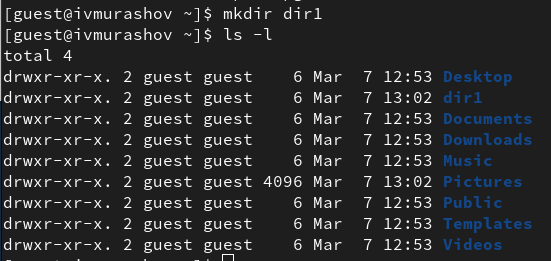 [guest@ivmurashov ~]$ mkdir dir1
[guest@ivmurashov ~]$ ls -l
total 4
drwxr-xr-x. 2 guest guest    6 Mar  7 12:53 Desktop
drwxr-xr-x. 2 guest guest    6 Mar  7 13:02 dir1
drwxr-xr-x. 2 guest guest    6 Mar  7 12:53 Documents
drwxr-xr-x. 2 guest guest    6 Mar  7 12:53 Downloads
drwxr-xr-x. 2 guest guest    6 Mar  7 12:53 Music
drwxr-xr-x. 2 guest guest 4096 Mar  7 13:02 Pictures
drwxr-xr-x. 2 guest guest    6 Mar  7 12:53 Public
drwxr-xr-x. 2 guest guest    6 Mar  7 12:53 Templates
drwxr-xr-x. 2 guest guest    6 Mar  7 12:53 Videos
[guest@ivmurashov ~]$